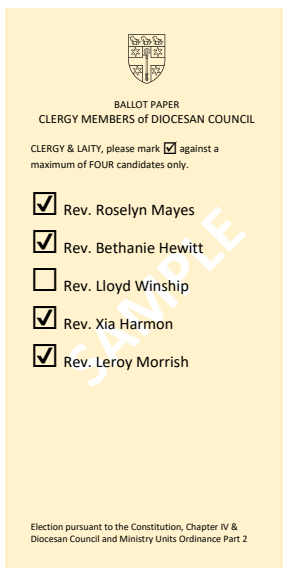 BALLOT PAPER
CLERGY MEMBERS of DIOCESAN COUNCIL
CLERGY & LAITY, please mark ☑ against a
maximum of FOUR candidates only.
☑ Rev. Roselyn Mayes
☑ Rev. Bethanie Hewitt
☐ Rev. Lloyd Winship
☑ Rev. Xia Harmon
☑ Rev. Leroy Morrish
SAMPLE
Election pursuant to the Constitution, Chapter IV &
Diocesan Council and Ministry Units Ordinance Part 2